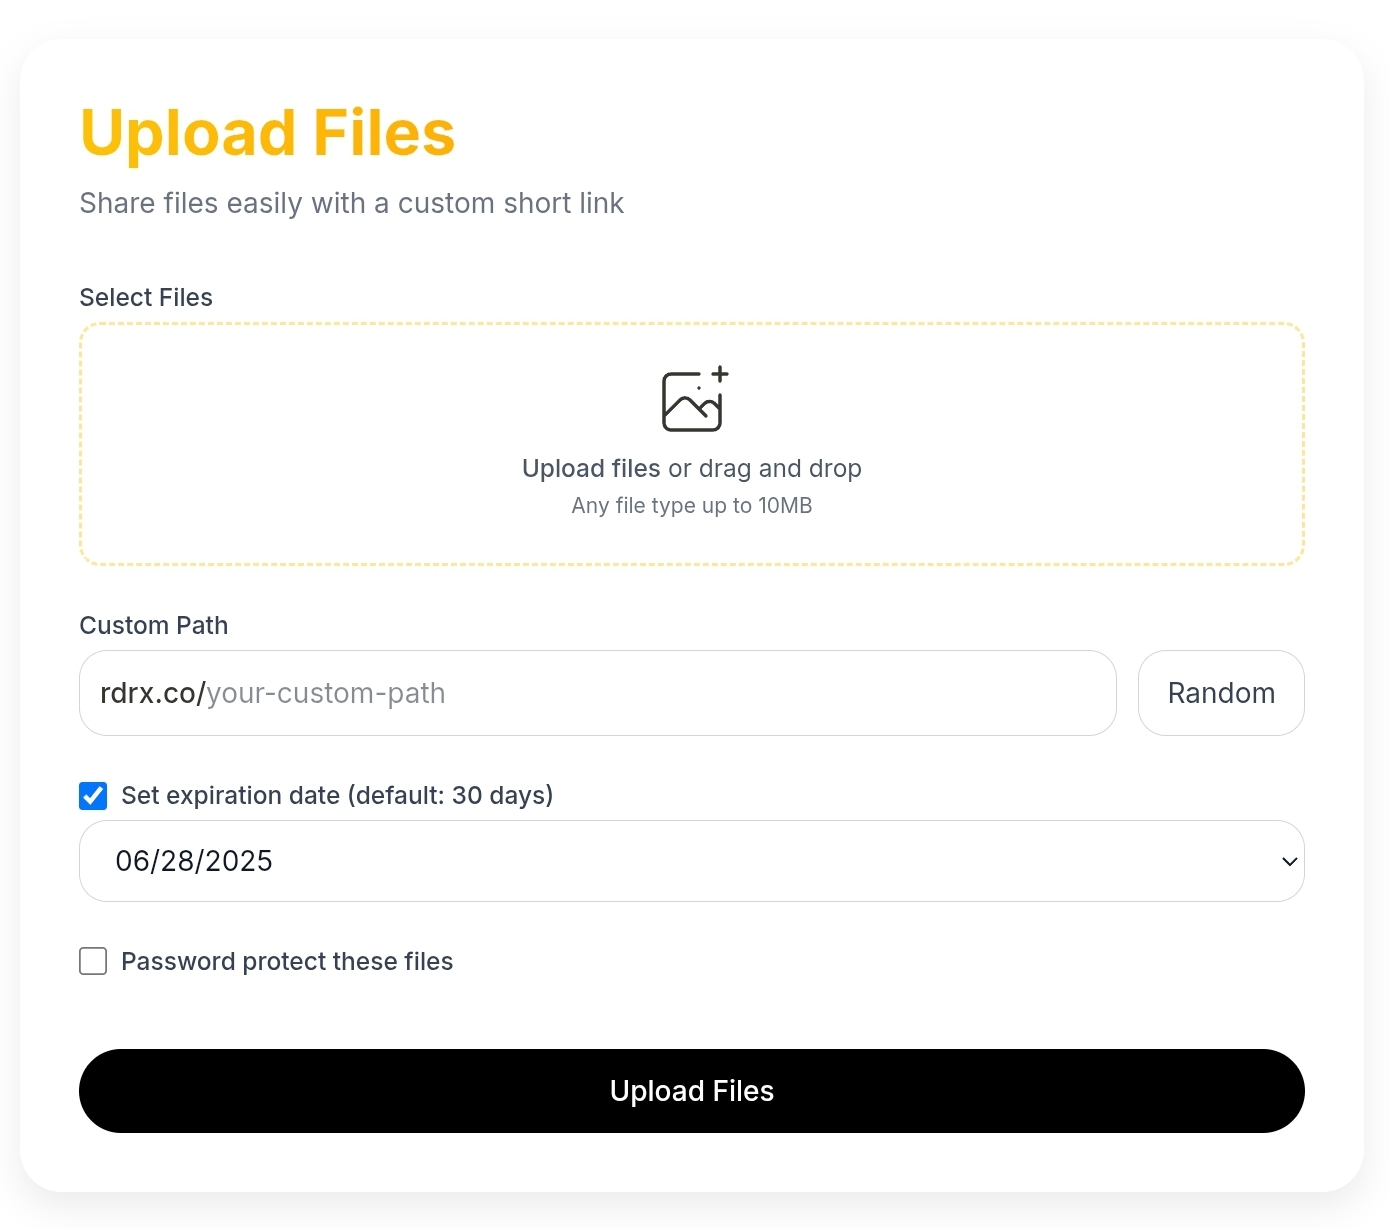 Upload Files
Share files easily with a custom short link
Select Files
Upload files or drag and drop
Any file type up to 10MB
Custom Path
rdrx.co/your-custom-path
Random
Set expiration date (default: 30 days)
06/28/2025
Password protect these files
Upload Files